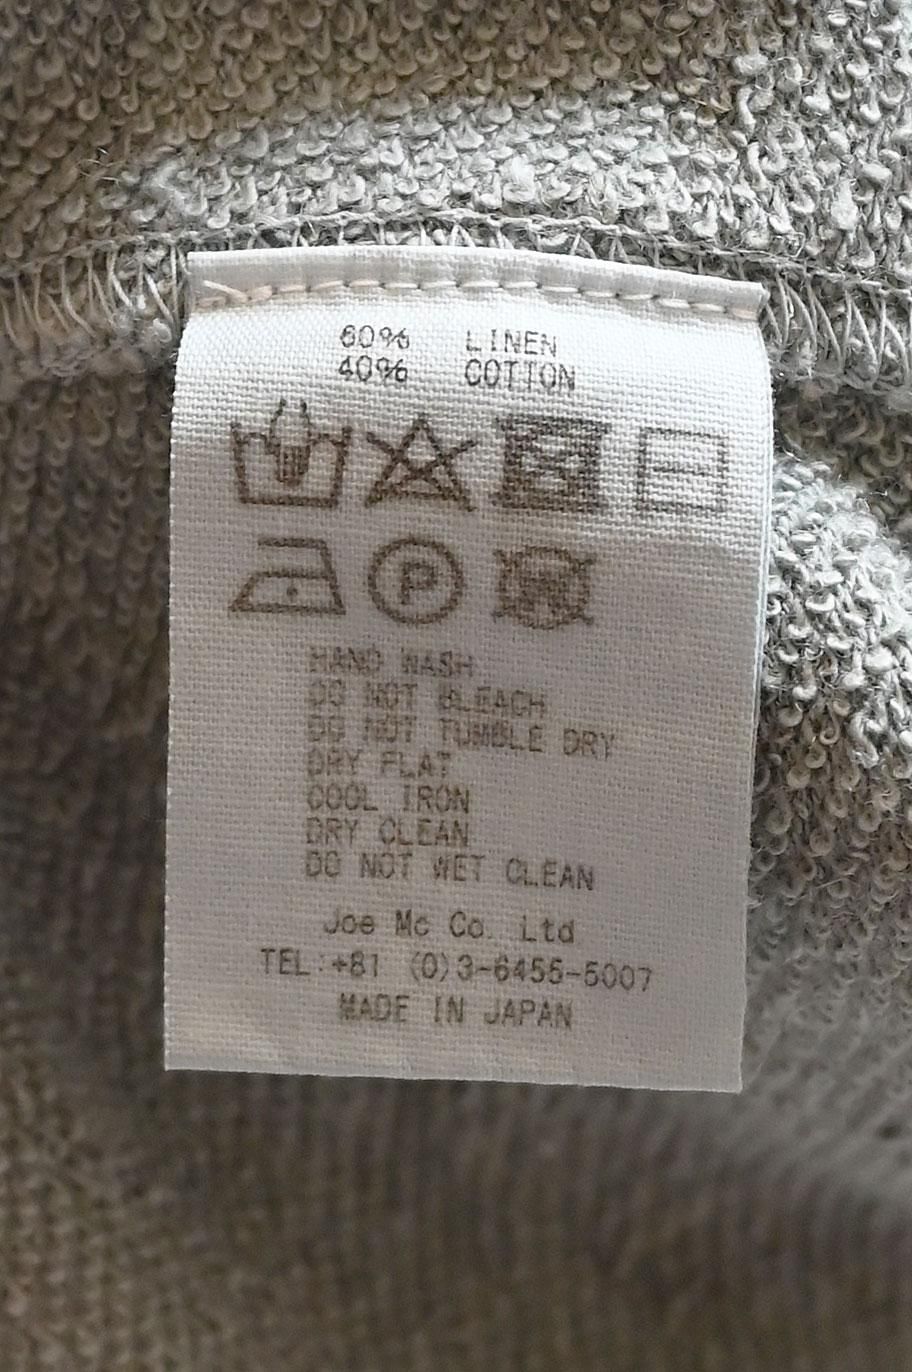 60% LINEN
40% COTTON
P
HAND WASH
DO NOT BLEACH
DO NOT TUMBLE DRY
DRY FLAT
COOL IRON
DRY CLEAN
DO NOT WET CLEAN
Joe Mc Co. Ltd
TEL:+81 (0)3-6455-5007
MADE IN JAPAN